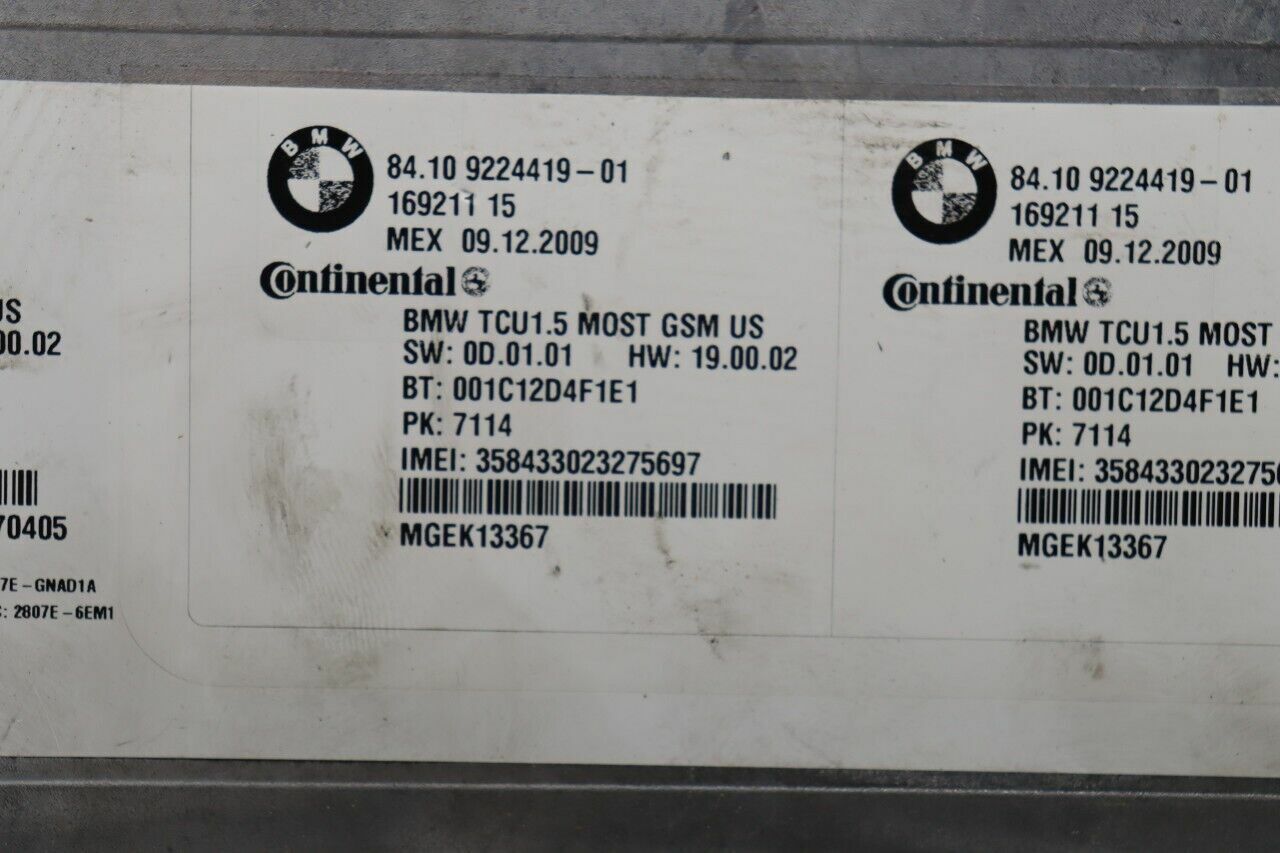 US
00.02
70405
7E-GNAD1A
C: 2807E-6EM1
BMW
84.10 9224419-01
169211 15
MEX 09.12.2009
Continental
BMW TCU1.5 MOST GSM US
SW: 0D.01.01 HW: 19.00.02
BT: 001C12D4F1E1
PK: 7114
IMEI: 358433023275697
MGEK13367
BMW
84.10 9224419-01
169211 15
MEX 09.12.2009
Continental
BMW TCU1.5 MOST
SW: 0D.01.01 HW:
BT: 001C12D4F1E1
PK: 7114
IMEI: 35843302327569
MGEK13367